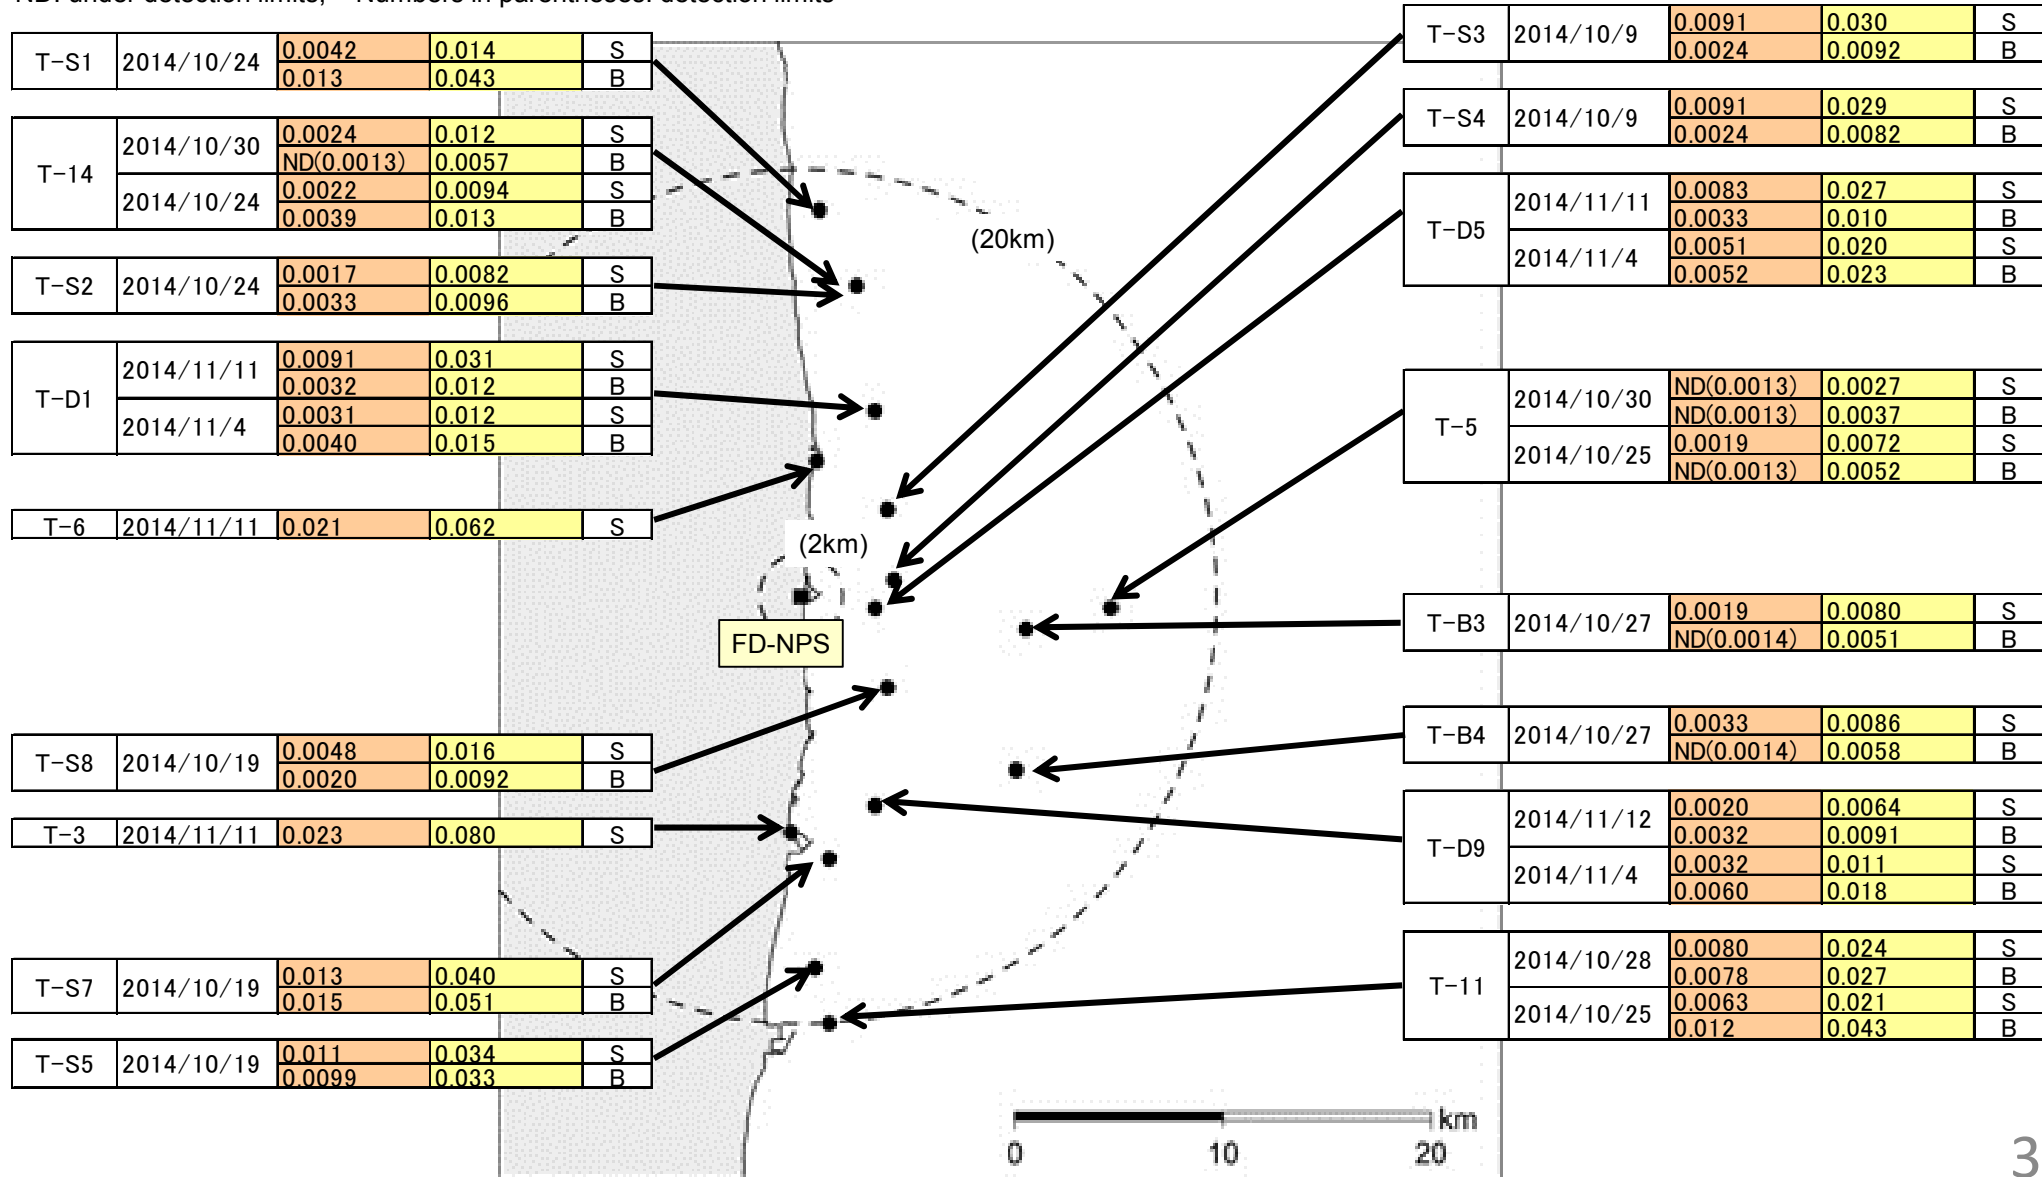 ND: under detection limits, Numbers in parentheses: detection limits
T-S1 2014/10/24 0.0042 0.014 S
0.013 0.043 B
T-14 2014/10/30 0.0024 0.012 S
ND(0.0013) 0.0057 B
2014/10/24 0.0022 0.0094 S
0.0039 0.013 B
T-S2 2014/10/24 0.0017 0.0082 S
0.0033 0.0096 B
T-D1 2014/11/11 0.0091 0.031 S
0.0032 0.012 B
2014/11/4 0.0031 0.012 S
0.0040 0.015 B
T-6 2014/11/11 0.021 0.062 S
T-S8 2014/10/19 0.0048 0.016 S
0.0020 0.0092 B
T-3 2014/11/11 0.023 0.080 S
T-S7 2014/10/19 0.013 0.040 S
0.015 0.051 B
T-S5 2014/10/19 0.011 0.034 S
0.0099 0.033 B
(20km)
(2km)
FD-NPS
T-S3 2014/10/9 0.0091 0.030 S
0.0024 0.0092 B
T-S4 2014/10/9 0.0091 0.029 S
0.0024 0.0082 B
T-D5 2014/11/11 0.0083 0.027 S
0.0033 0.010 B
2014/11/4 0.0051 0.020 S
0.0052 0.023 B
T-5 2014/10/30 ND(0.0013) 0.0027 S
ND(0.0013) 0.0037 B
2014/10/25 0.0019 0.0072 S
ND(0.0013) 0.0052 B
T-B3 2014/10/27 0.0019 0.0080 S
ND(0.0014) 0.0051 B
T-B4 2014/10/27 0.0033 0.0086 S
ND(0.0014) 0.0058 B
T-D9 2014/11/12 0.0020 0.0064 S
0.0032 0.0091 B
2014/11/4 0.0032 0.011 S
0.0060 0.018 B
T-11 2014/10/28 0.0080 0.024 S
0.0078 0.027 B
2014/10/25 0.0063 0.021 S
0.012 0.043 B
km
0 10 20
3